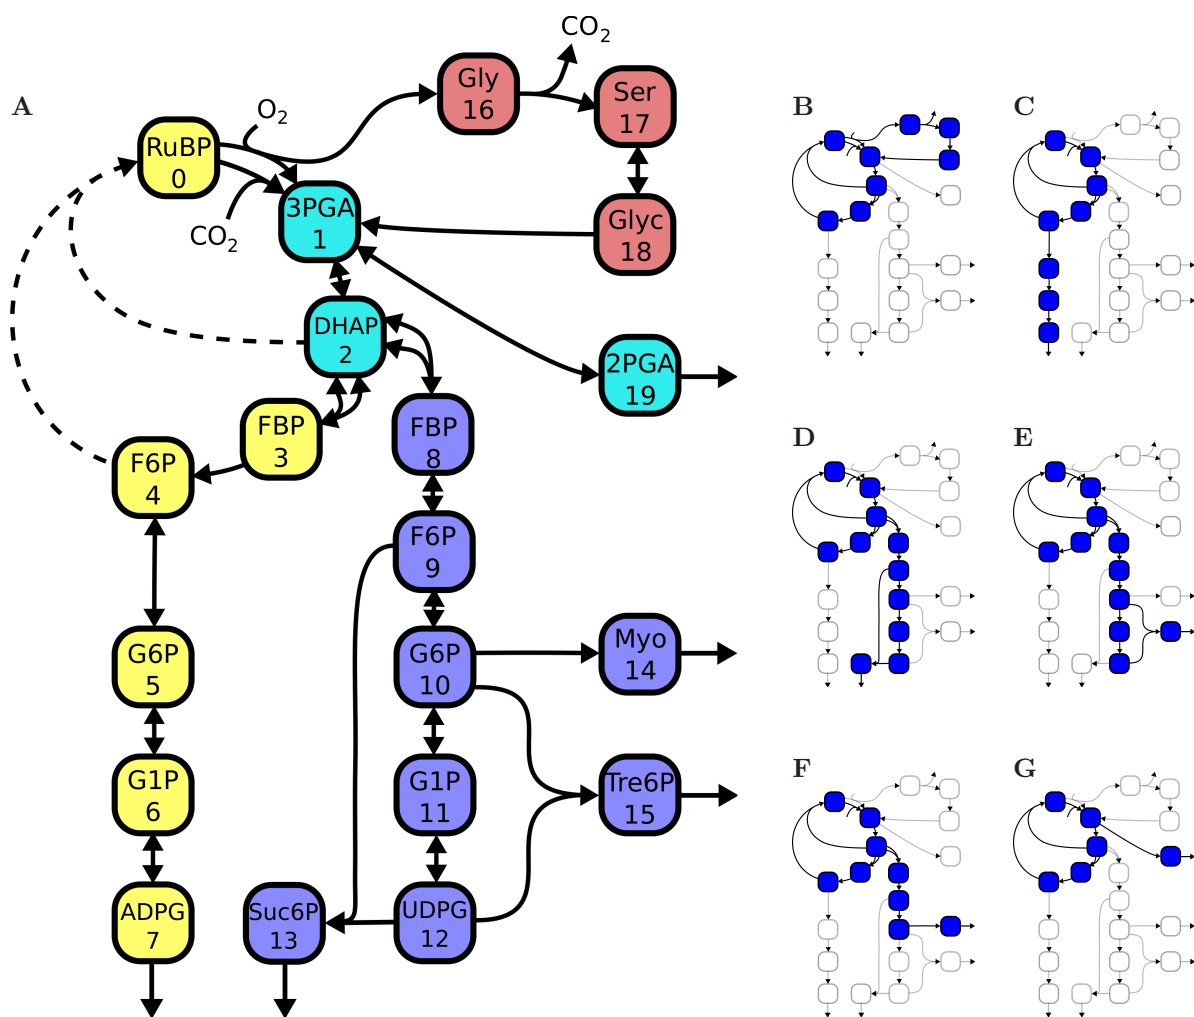 A
CO2
Gly
16
Ser
17
O2
RuBP
0
CO2
3PGA
1
Glyc
18
DHAP
2
2PGA
19
FBP
3
FBP
8
F6P
4
F6P
9
G6P
5
G6P
10
Myo
14
G1P
6
G1P
11
Tre6P
15
ADPG
7
Suc6P
13
UDPG
12
B
C
D
E
F
G